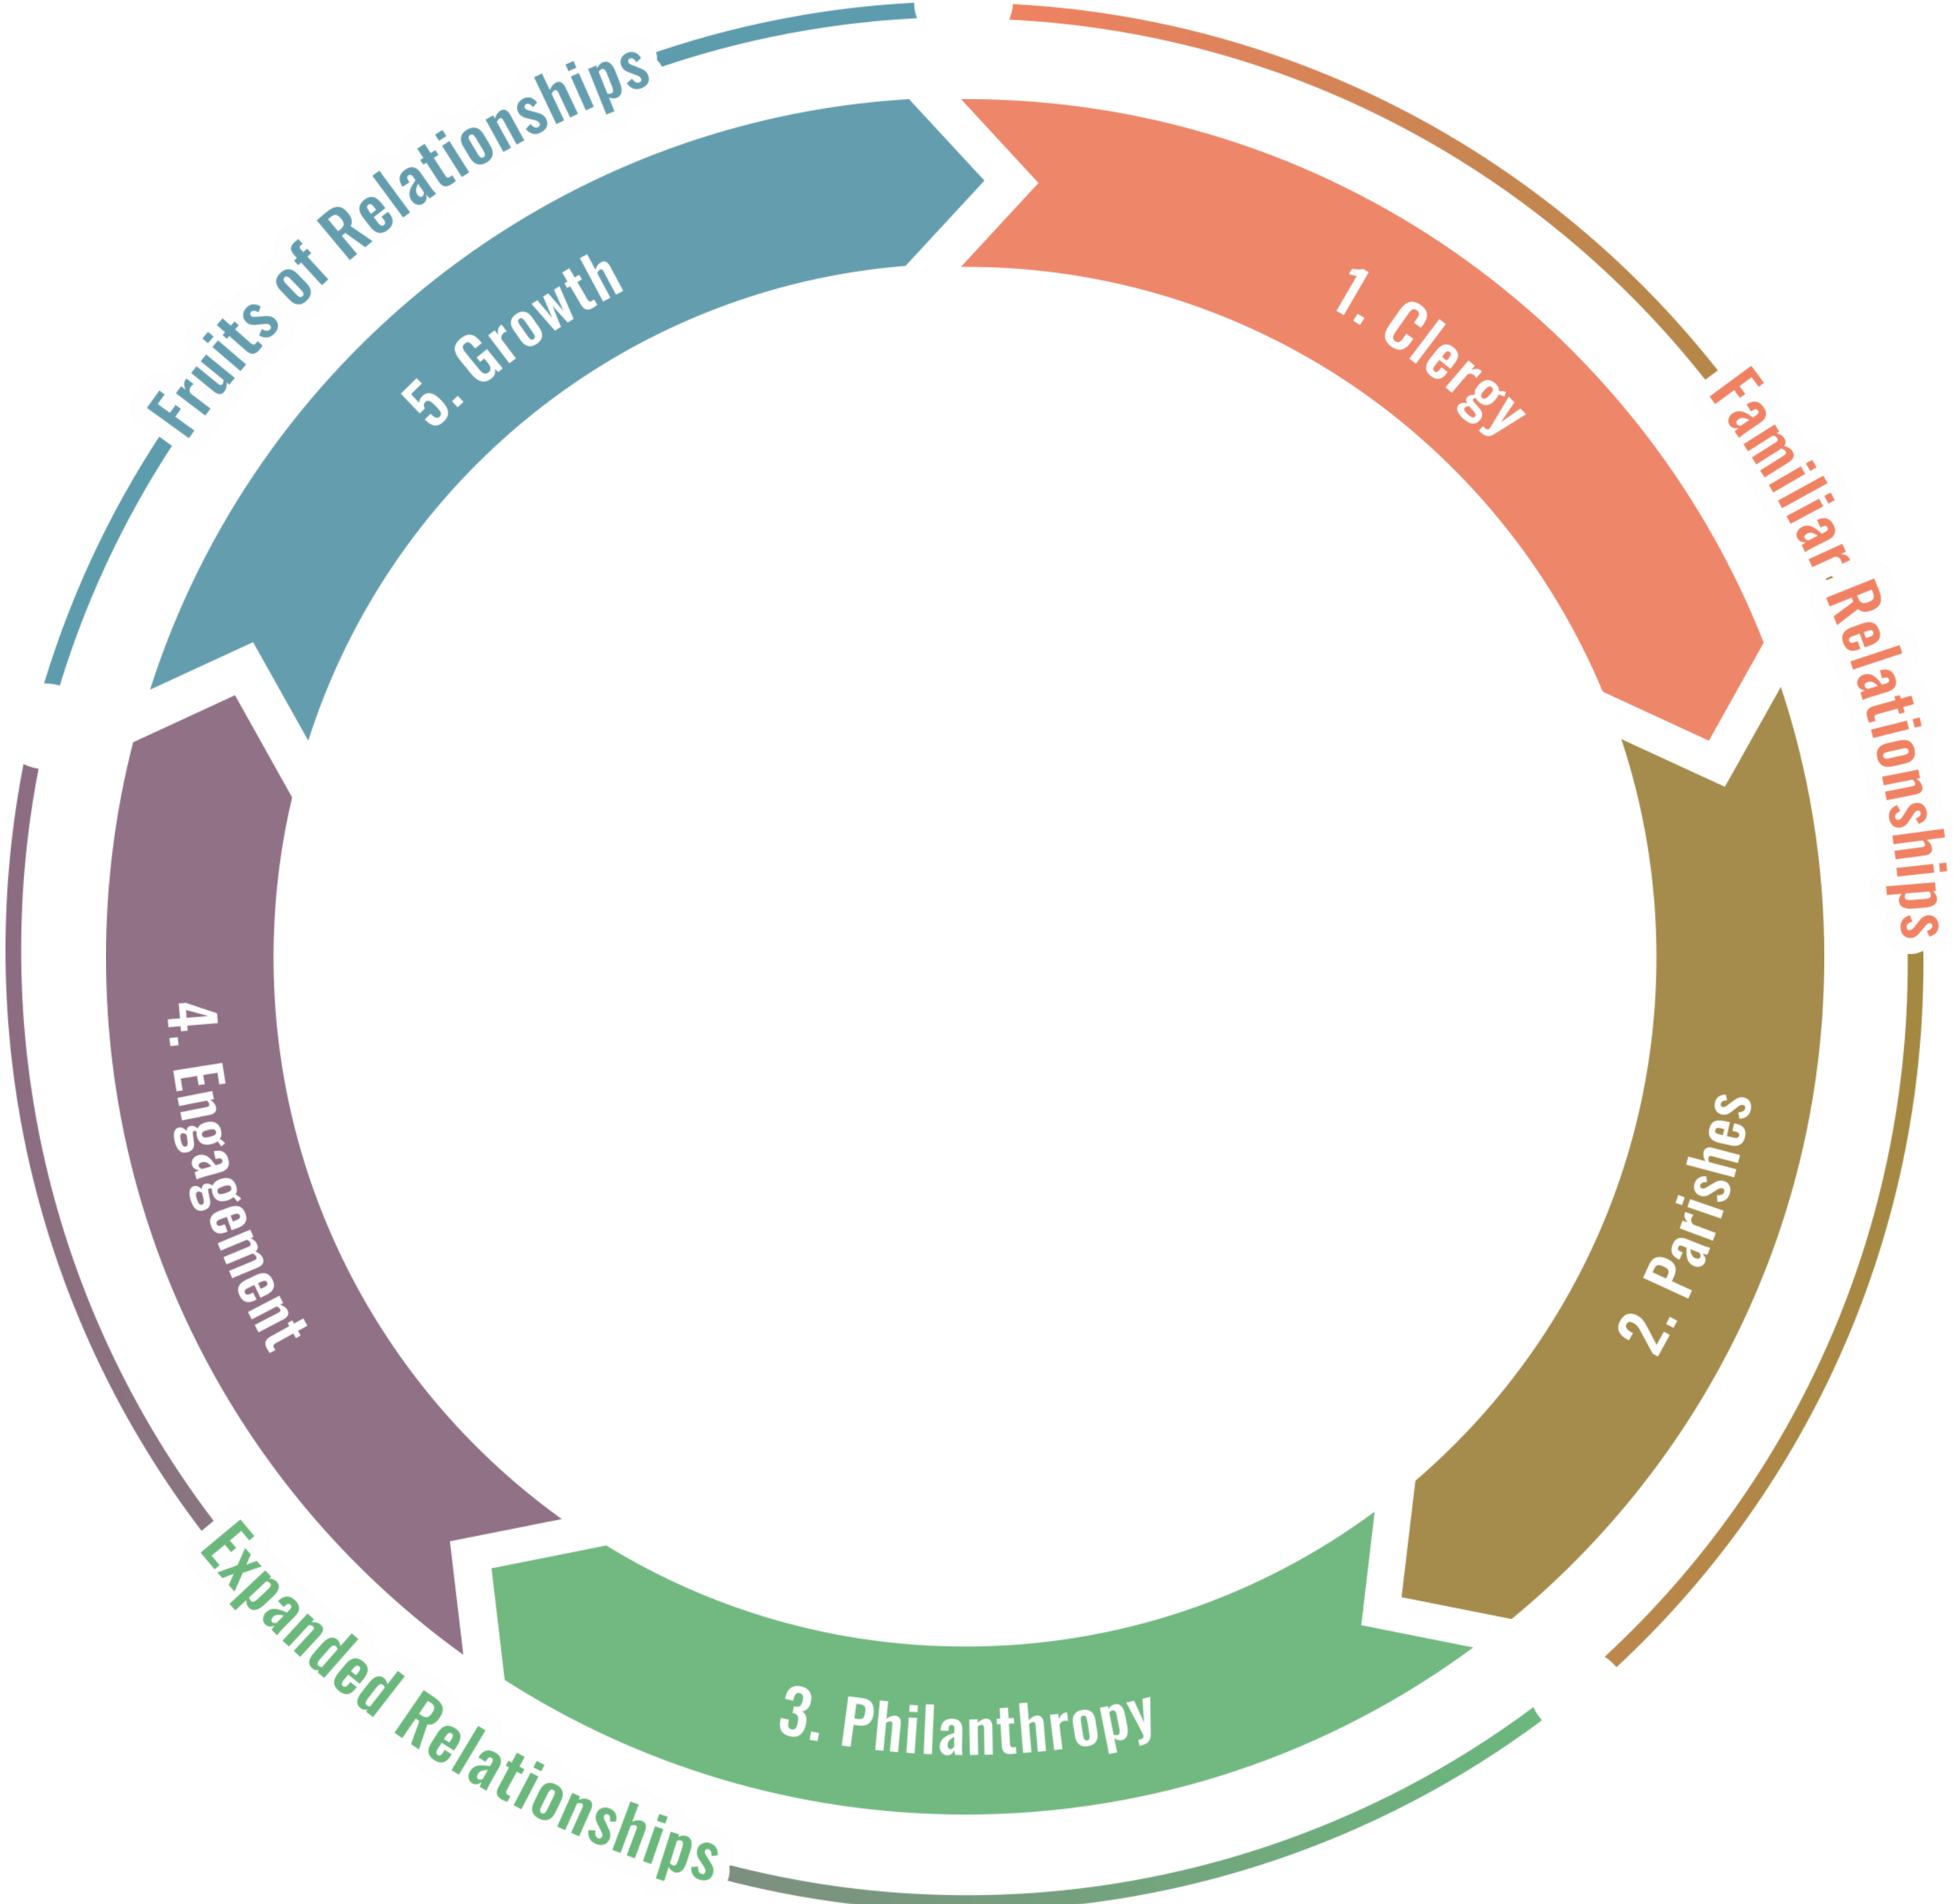 1. Clergy
2. Parishes
3. Philanthropy
4. Engagement
5. Growth
Familiar Relationships
Expanded Relationships
Fruits of Relationships